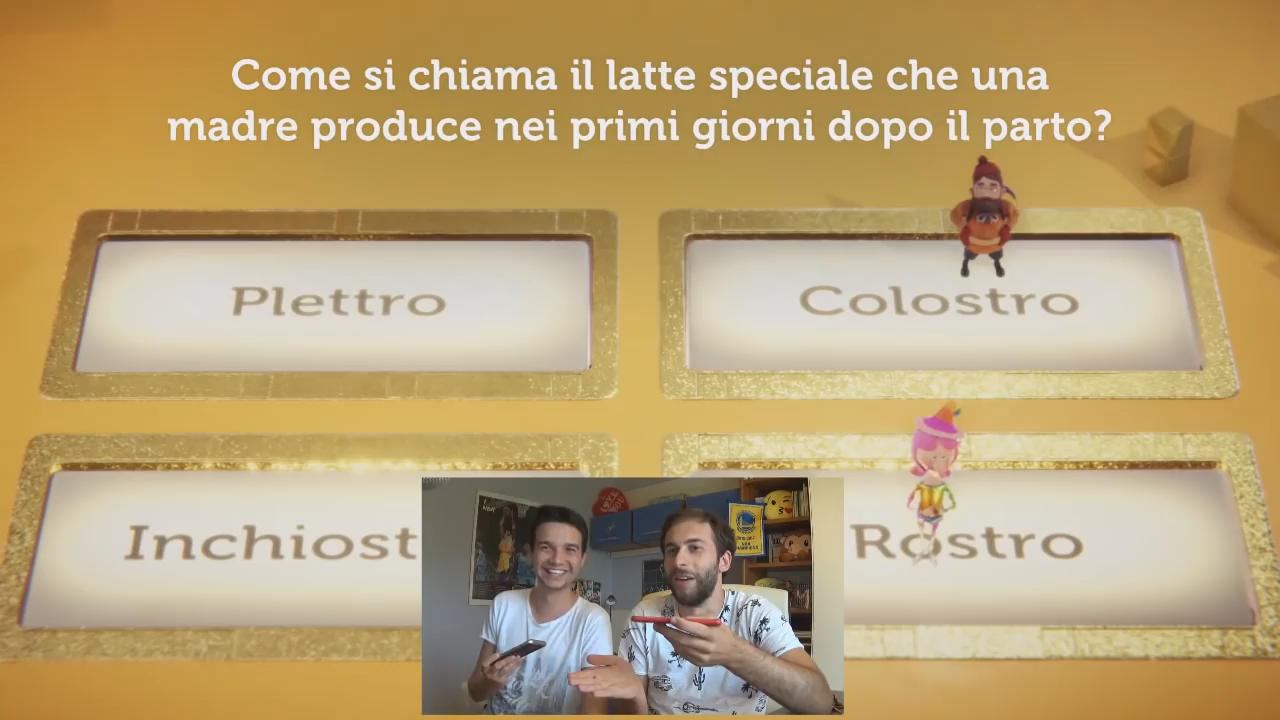 Come si chiama il latte speciale che una
madre produce nei primi giorni dopo il parto?
Plettro
Colostro
Inchiost
Rostro